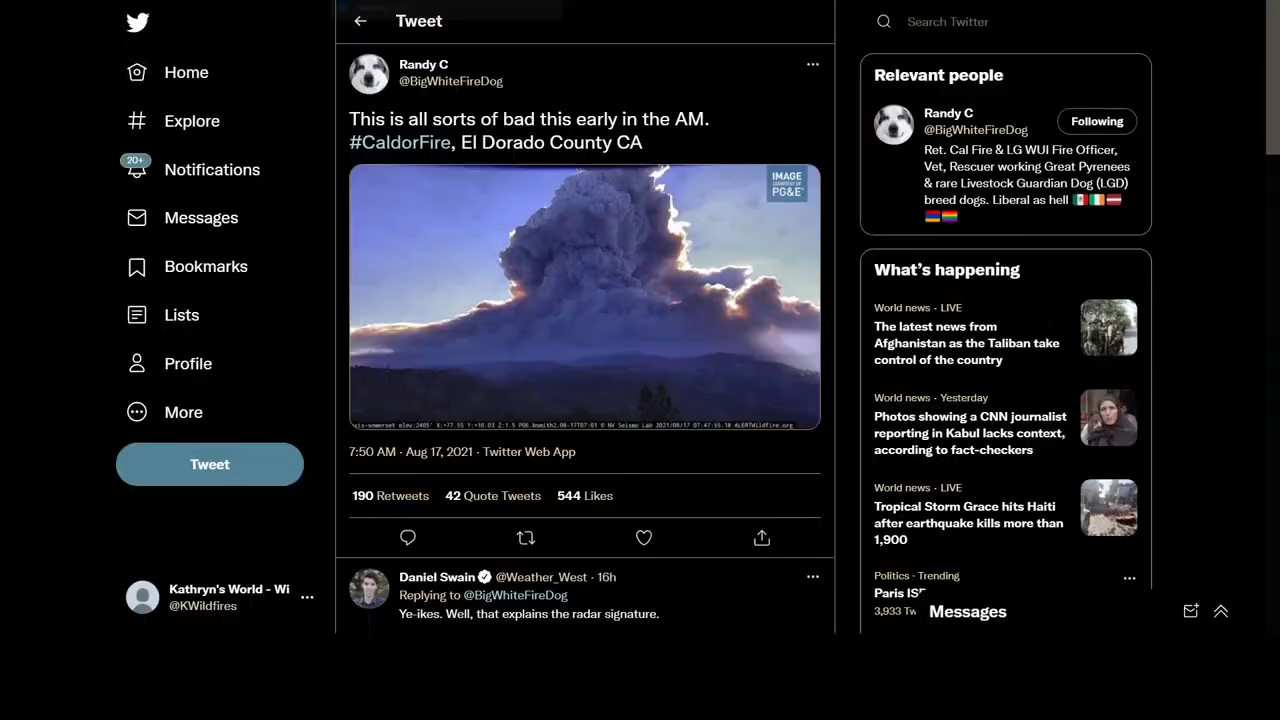 Home
Explore
20+
Notifications
Messages
Bookmarks
Lists
Profile
More
Tweet
Kathryn's World - Wi
@KWildfires
Tweet
Randy C
@BigWhiteFireDog
This is all sorts of bad this early in the AM.
#CaldorFire, El Dorado County CA
IMAGE
COURTESY OF
PG&E
7:50 AM · Aug 17, 2021 · Twitter Web App
190 Retweets 42 Quote Tweets 544 Likes
Daniel Swain @Weather_West · 16h
Replying to @BigWhiteFireDog
Ye-ikes. Well, that explains the radar signature.
Search Twitter
Relevant people
Randy C
@BigWhiteFireDog
Following
Ret. Cal Fire & LG WUI Fire Officer,
Vet, Rescuer working Great Pyrenees
& rare Livestock Guardian Dog (LGD)
breed dogs. Liberal as hell
What's happening
World news · LIVE
The latest news from
Afghanistan as the Taliban take
control of the country
World news · Yesterday
Photos showing a CNN journalist
reporting in Kabul lacks context,
according to fact-checkers
World news · LIVE
Tropical Storm Grace hits Haiti
after earthquake kills more than
1,900
Politics · Trending
Paris
3,933
Messages